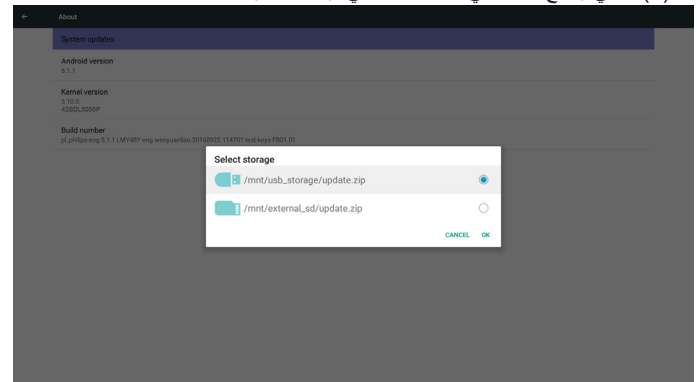 About
System updates
Android version
5.1.1
Kernel version
3.10.0
42BDL5055P
Build number
Select storage
/mnt/usb_storage/update.zip
/mnt/external_sd/update.zip
CANCEL OK